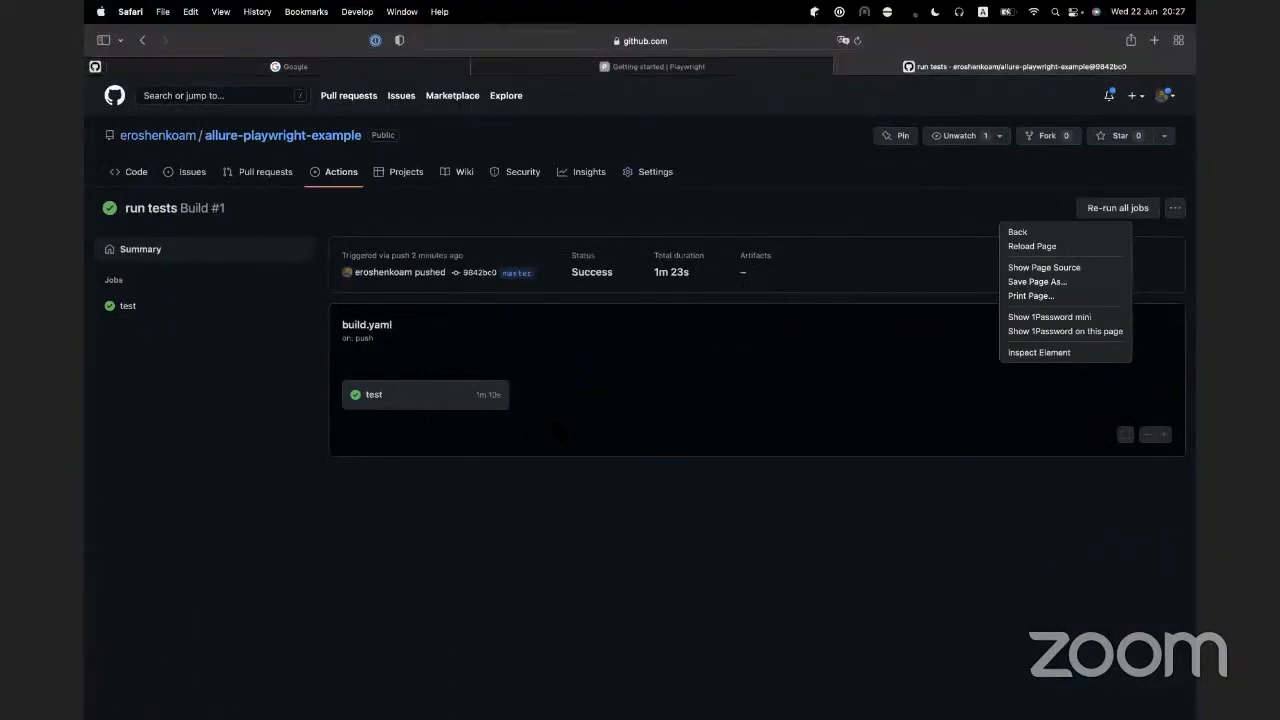 Safari File Edit View History Bookmarks Develop Window Help Wed 22 Jun 20:27
github.com
Google Getting started | Playwright run tests · eroshenkoam/allure-playwright-example@9842bc0
Search or jump to... / Pull requests Issues Marketplace Explore
eroshenkoam / allure-playwright-example Public Pin Unwatch 1 Fork 0 Star 0
Code Issues Pull requests Actions Projects Wiki Security Insights Settings
run tests Build #1 Re-run all jobs
Summary
Jobs
test
Triggered via push 2 minutes ago Status Total duration Artifacts
eroshenkoam pushed 9842bc0 master Success 1m 23s –
build.yaml
on: push
test 1m 10s
Back
Reload Page
Show Page Source
Save Page As...
Print Page...
Show 1Password mini
Show 1Password on this page
Inspect Element
zoom